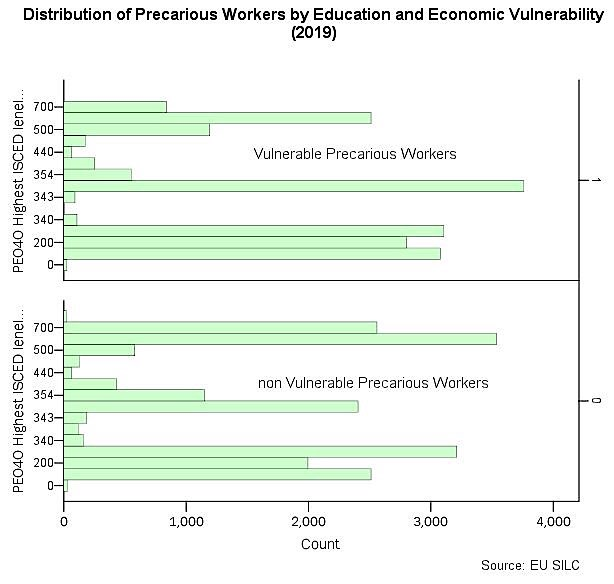 Distribution of Precarious Workers by Education and Economic Vulnerability
(2019)
PEO4O Highest ISCED lenel...
700
500
440
354
343
340
200
0
Vulnerable Precarious Workers
1
PEO4O Highest ISCED lenel...
700
500
440
354
343
340
200
0
non Vulnerable Precarious Workers
0
0 1,000 2,000 3,000 4,000
Count
Source: EU SILC